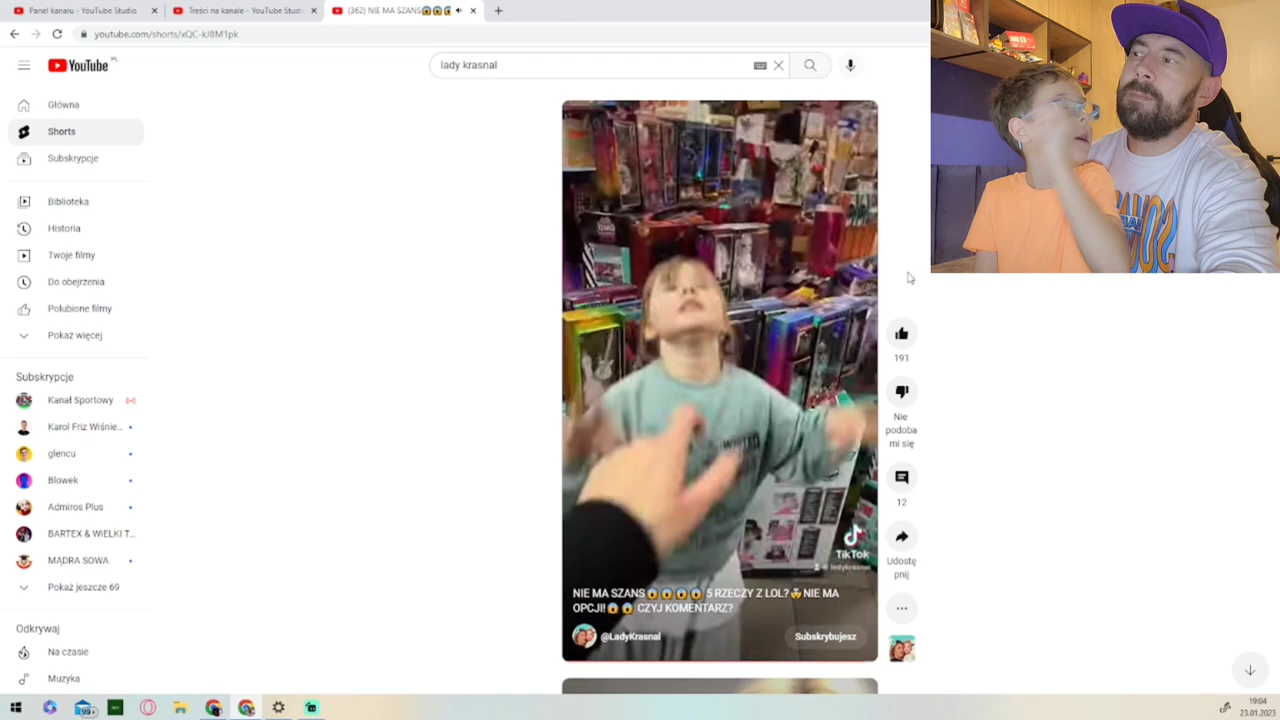 Panel kanału - YouTube Studio
Treści na kanale - YouTube Studi
(362) NIE MA SZANS😱😱😱
youtube.com/shorts/xQC-kJ8M1pk
YouTube PL
lady krasnal
Główna
Shorts
Subskrypcje
Biblioteka
Historia
Twoje filmy
Do obejrzenia
Polubione filmy
Pokaż więcej
Subskrypcje
Kanał Sportowy
Karol Friz Wiśnie...
glencu
Blowek
Admiros Plus
BARTEX & WIELKI T...
MĄDRA SOWA
Pokaż jeszcze 69
Odkrywaj
Na czasie
Muzyka
TikTok
NIE MA SZANS😱😱😱😱 5 RZECZY Z LOL?🤯NIE MA
OPCJI!😱😱 CZYJ KOMENTARZ?
@LadyKrasnal
Subskrybujesz
191
Nie
podoba
mi się
12
Udostę
pnij
99+
19:04
23.01.2023